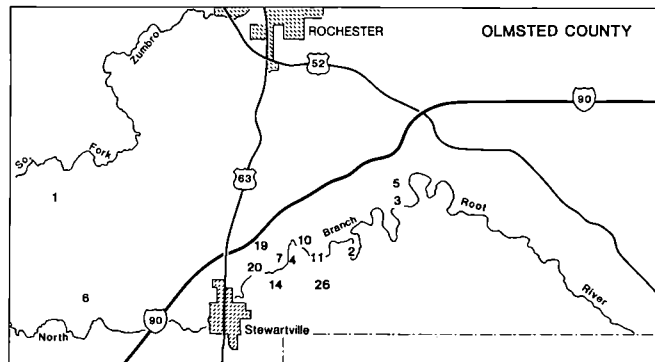 ROCHESTER
OLMSTED COUNTY
Zumbro
52
90
So. Fork
63
1
5
3
Branch
Root
19
10
7
4
11
2
20
14
26
6
River
90
North
Stewartville